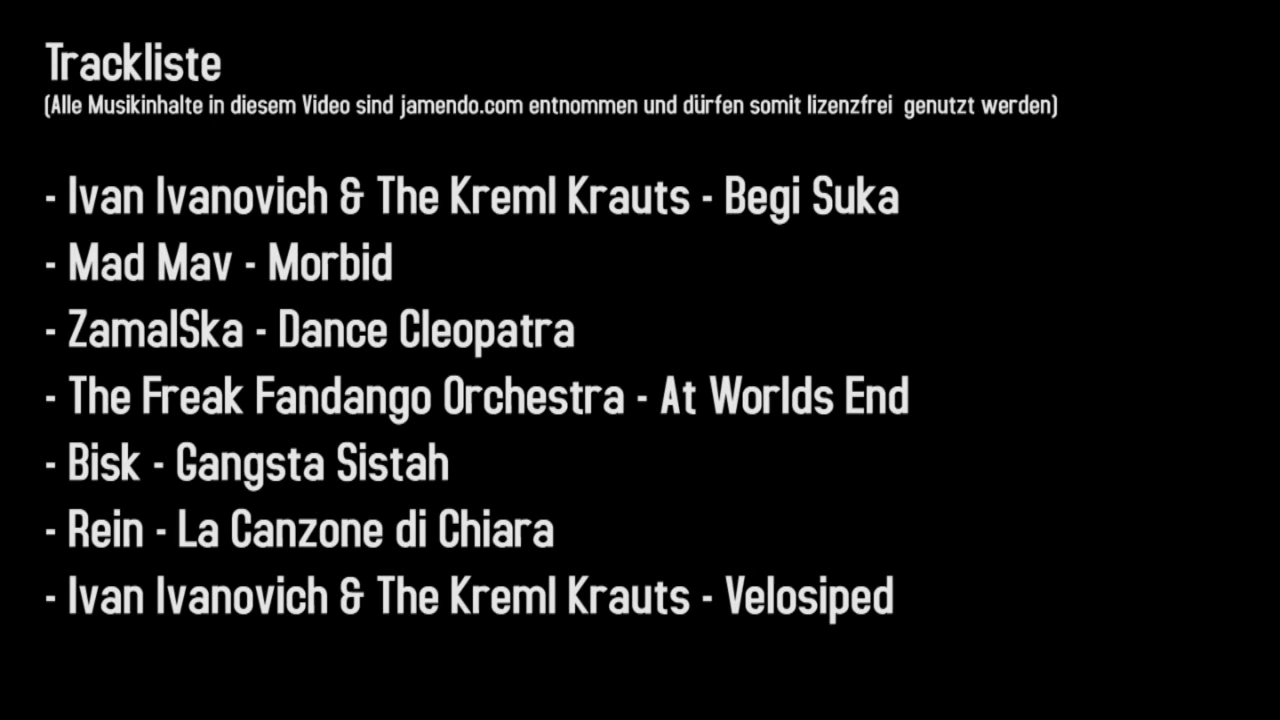 Trackliste
(Alle Musikinhalte in diesem Video sind jamendo.com entnommen und dürfen somit lizenzfrei  genutzt werden)
- Ivan Ivanovich & The Kreml Krauts - Begi Suka
- Mad Mav - Morbid
- ZamalSka - Dance Cleopatra
- The Freak Fandango Orchestra - At Worlds End
- Bisk - Gangsta Sistah
- Rein - La Canzone di Chiara
- Ivan Ivanovich & The Kreml Krauts - Velosiped